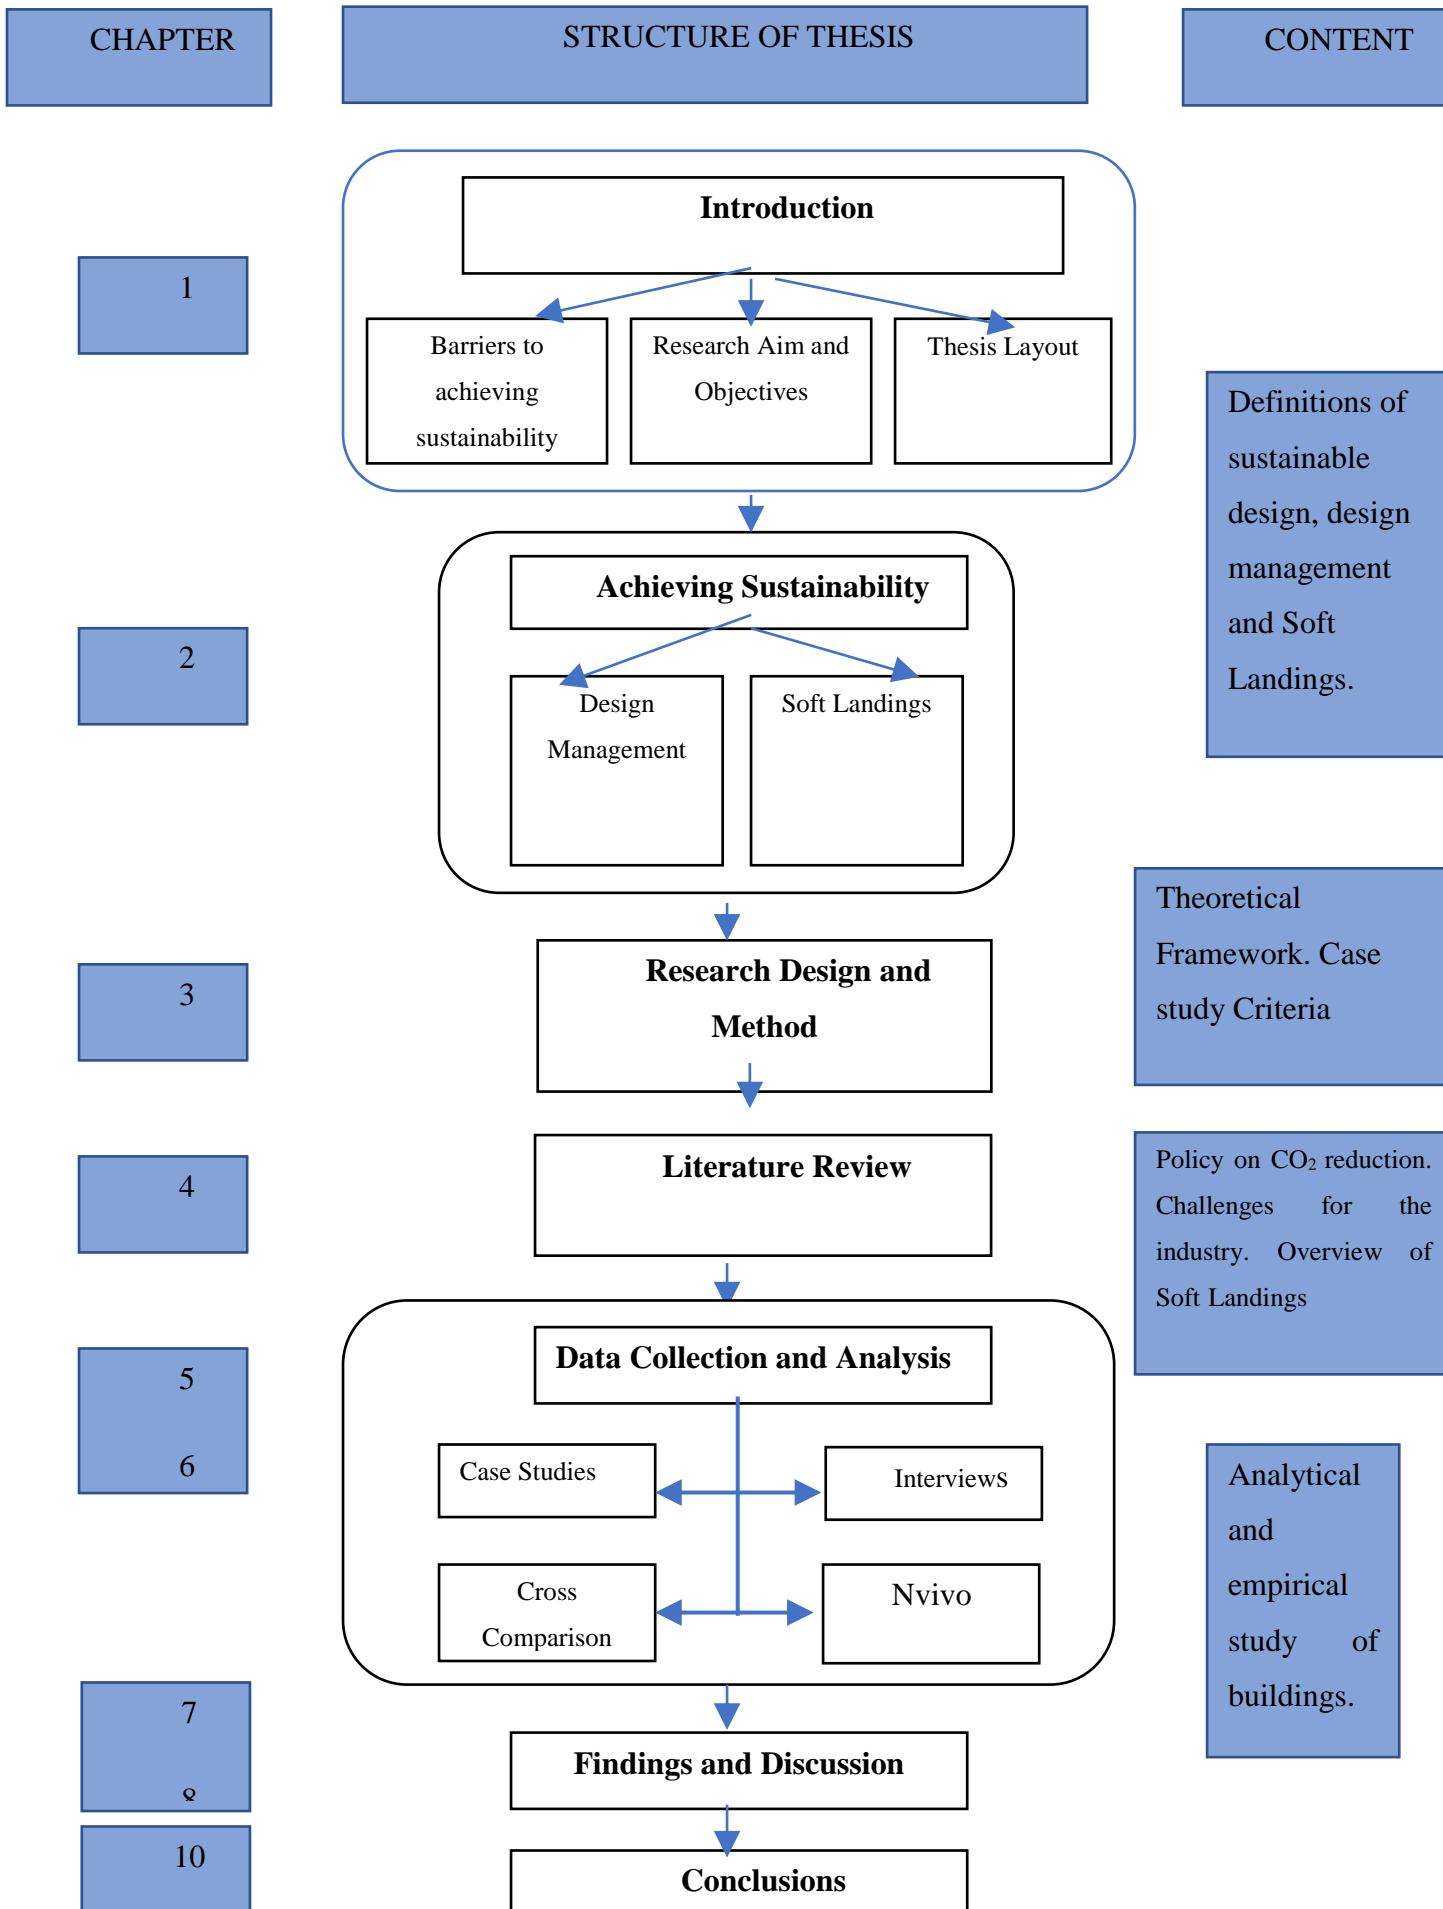 CHAPTER
STRUCTURE OF THESIS
CONTENT
Introduction
1
Barriers to
achieving
sustainability
Research Aim and
Objectives
Thesis Layout
Definitions of
sustainable
design, design
management
and Soft
Landings.
Achieving Sustainability
2
Design
Management
Soft Landings
Theoretical
Framework. Case
study Criteria
3
Research Design and
Method
4
Literature Review
Policy on CO₂ reduction.
Challenges for the
industry. Overview of
Soft Landings
5
6
Data Collection and Analysis
Case Studies
Interviews
Cross
Comparison
Nvivo
Analytical
and
empirical
study of
buildings.
7
8
Findings and Discussion
10
Conclusions